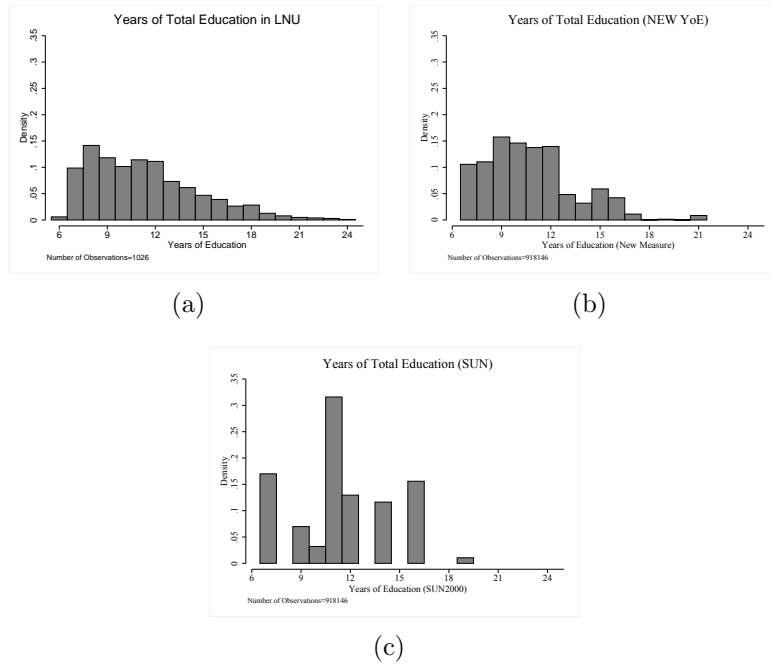 Years of Total Education in LNU
Density
0 .05 .1 .15 .2 .25 .3 .35
6 9 12 15 18 21 24
Years of Education
Number of Observations=1026
(a)
Years of Total Education (NEW YoE)
Density
0 .05 .1 .15 .2 .25 .3 .35
6 9 12 15 18 21 24
Years of Education (New Measure)
Number of Observations=918146
(b)
Years of Total Education (SUN)
Density
0 .05 .1 .15 .2 .25 .3 .35
6 9 12 15 18 21 24
Years of Education (SUN2000)
Number of Observations=918146
(c)